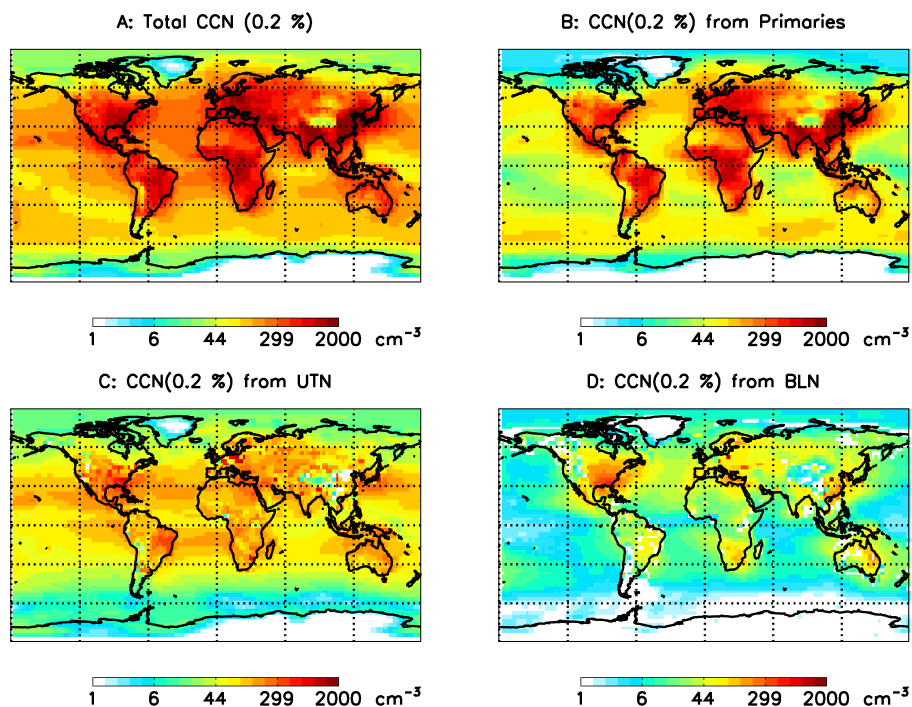 A: Total CCN (0.2 %)
B: CCN(0.2 %) from Primaries
1 6 44 299 2000 cm⁻³
1 6 44 299 2000 cm⁻³
C: CCN(0.2 %) from UTN
D: CCN(0.2 %) from BLN
1 6 44 299 2000 cm⁻³
1 6 44 299 2000 cm⁻³